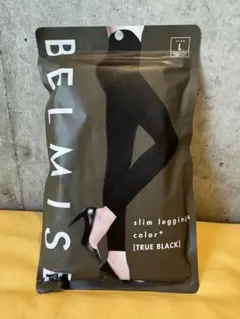 BELMISE
L
slim leggings
color+
[TRUE BLACK]